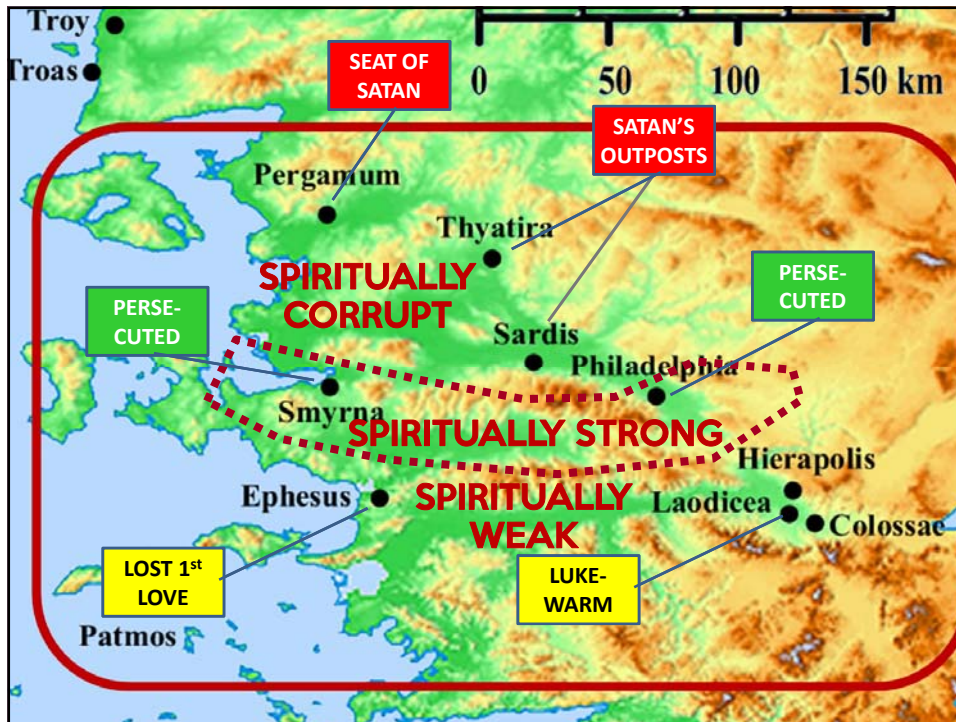 Troy
Troas
SEAT OF
SATAN
0 50 100 150 km
SATAN'S
OUTPOSTS
Pergamum
Thyatira
SPIRITUALLY
CORRUPT
PERSE-
CUTED
PERSE-
CUTED
Sardis
Philadelphia
Smyrna
SPIRITUALLY STRONG
Hierapolis
Ephesus
SPIRITUALLY
WEAK
Laodicea
Colossae
LOST 1st
LOVE
LUKE-
WARM
Patmos